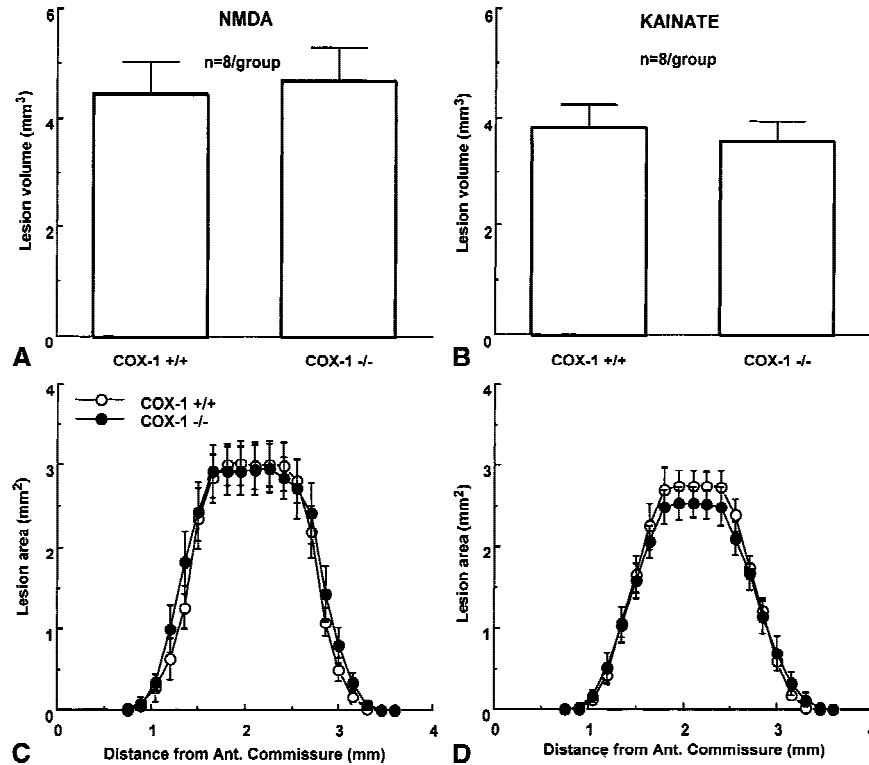 NMDA
n=8/group
Lesion volume (mm3)
6
4
2
0
COX-1 +/+
COX-1 -/-
A
KAINATE
n=8/group
Lesion volume (mm3)
6
4
2
0
COX-1 +/+
COX-1 -/-
B
COX-1 +/+
COX-1 -/-
Lesion area (mm2)
4
3
2
1
0
0 1 2 3 4
Distance from Ant. Commissure (mm)
C
Lesion area (mm2)
4
3
2
1
0
0 1 2 3 4
Distance from Ant. Commissure (mm)
D